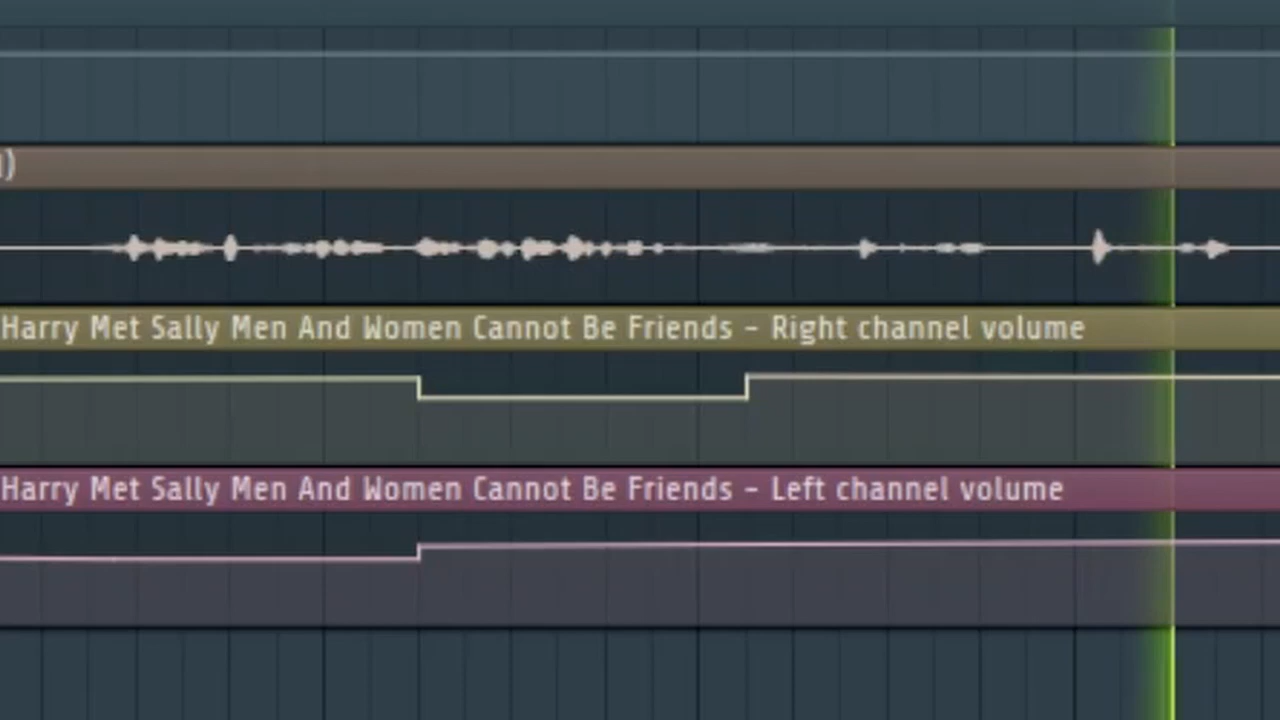 )
Harry Met Sally Men And Women Cannot Be Friends - Right channel volume
Harry Met Sally Men And Women Cannot Be Friends - Left channel volume